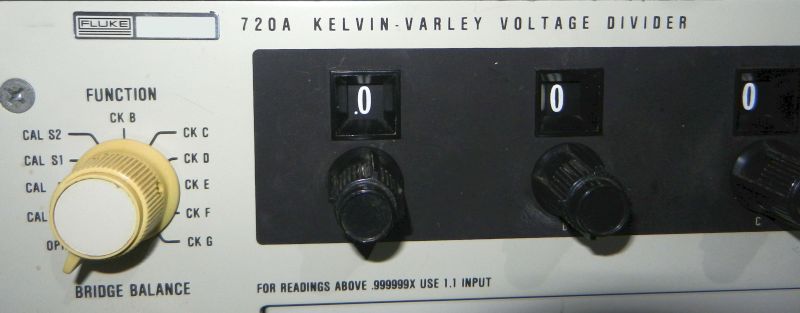 FLUKE
720A KELVIN-VARLEY VOLTAGE DIVIDER
FUNCTION
CK B
CAL S2
CK C
CAL S1
CK D
CAL
CK E
CAL
CK F
CK G
BRIDGE BALANCE
.0
0
0
C
FOR READINGS ABOVE .999999X USE 1.1 INPUT